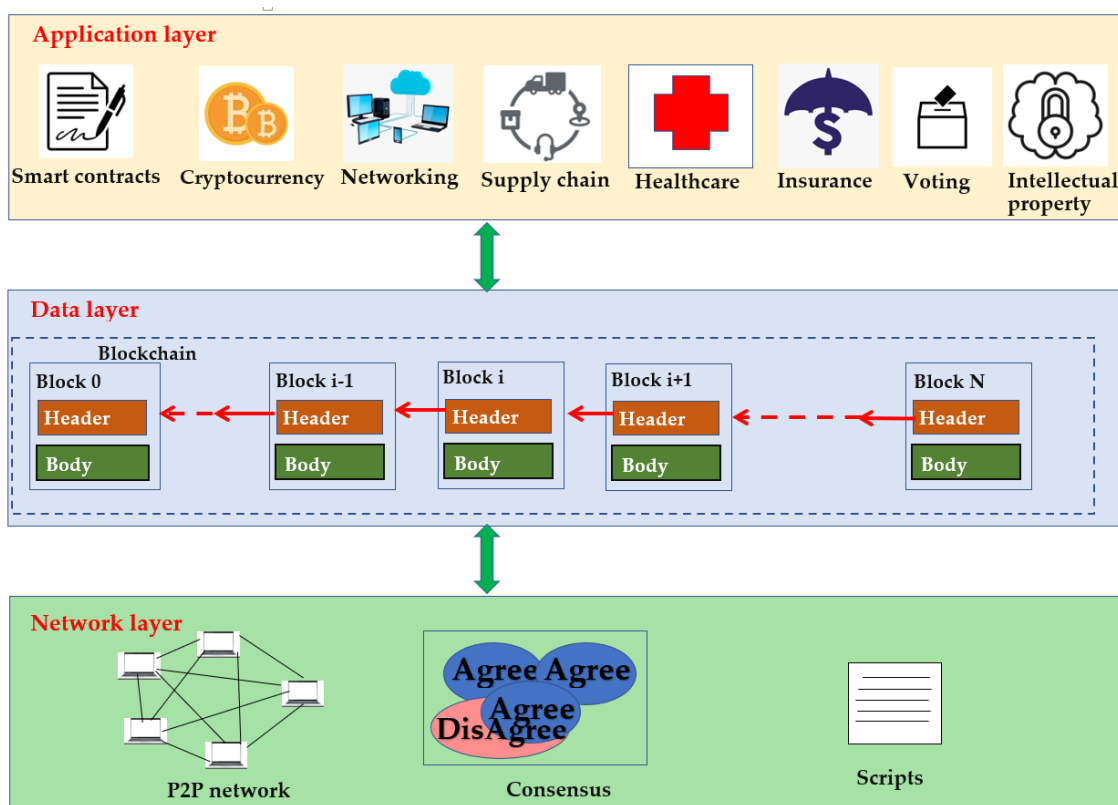 Application layer
Smart contracts
Cryptocurrency
Networking
Supply chain
Healthcare
Insurance
Voting
Intellectual
property
Data layer
Blockchain
Block 0
Header
Body
Block i-1
Header
Body
Block i
Header
Body
Block i+1
Header
Body
Block N
Header
Body
Network layer
P2P network
Agree
Agree
Agree
DisAgree
Consensus
Scripts